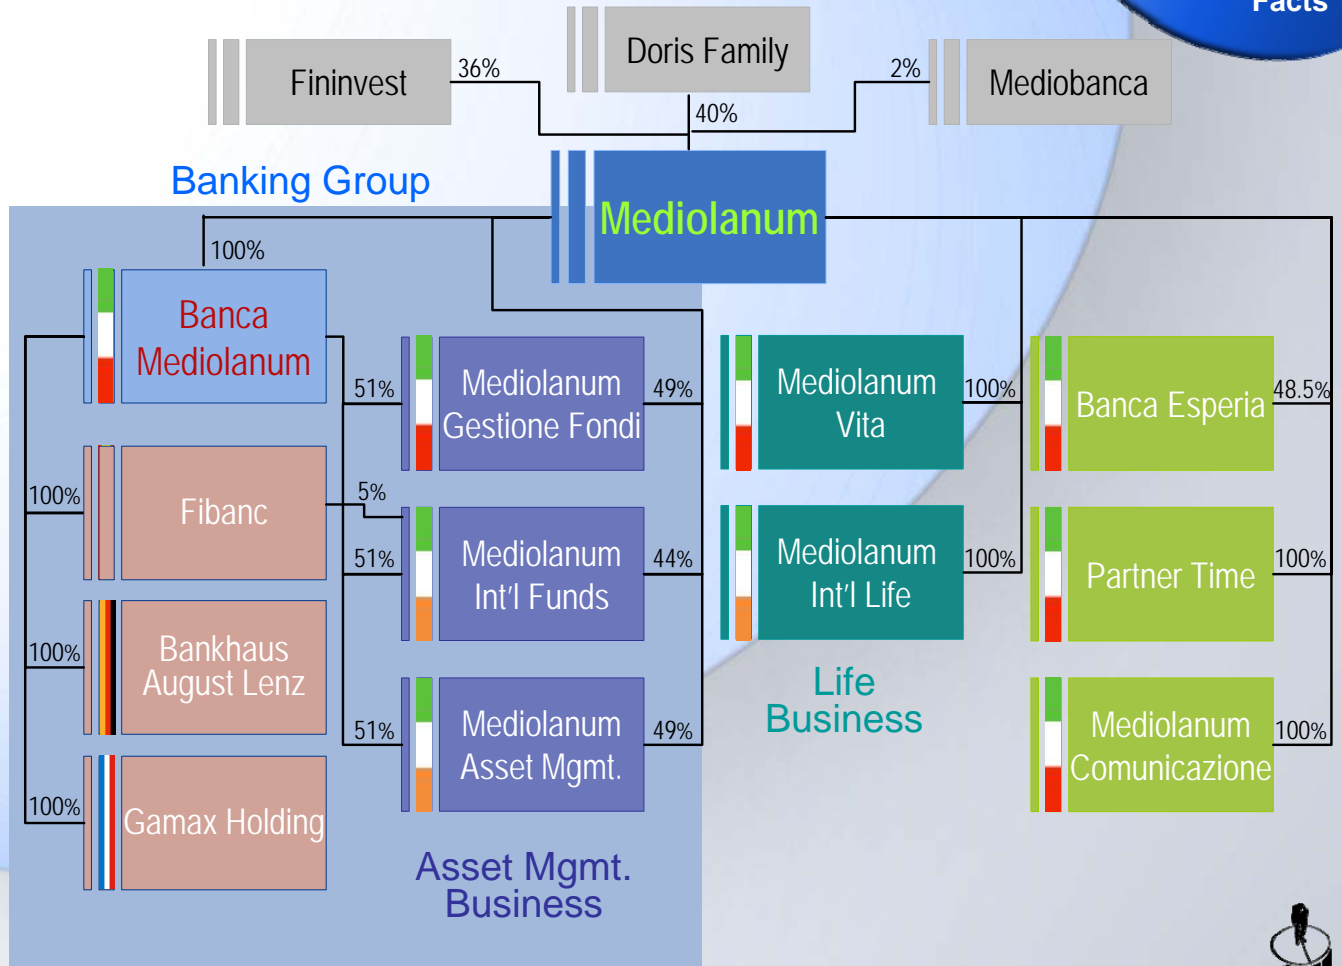 Facts
Doris Family
Fininvest
36%
2%
Mediobanca
40%
Banking Group
Mediolanum
100%
Banca
Mediolanum
51%
Mediolanum
Gestione Fondi
49%
Mediolanum
Vita
100%
Banca Esperia
48.5%
100%
Fibanc
5%
51%
Mediolanum
Int'l Funds
44%
Mediolanum
Int'l Life
100%
Partner Time
100%
100%
Bankhaus
August Lenz
Life
Business
51%
Mediolanum
Asset Mgmt.
49%
Mediolanum
Comunicazione
100%
100%
Gamax Holding
Asset Mgmt.
Business